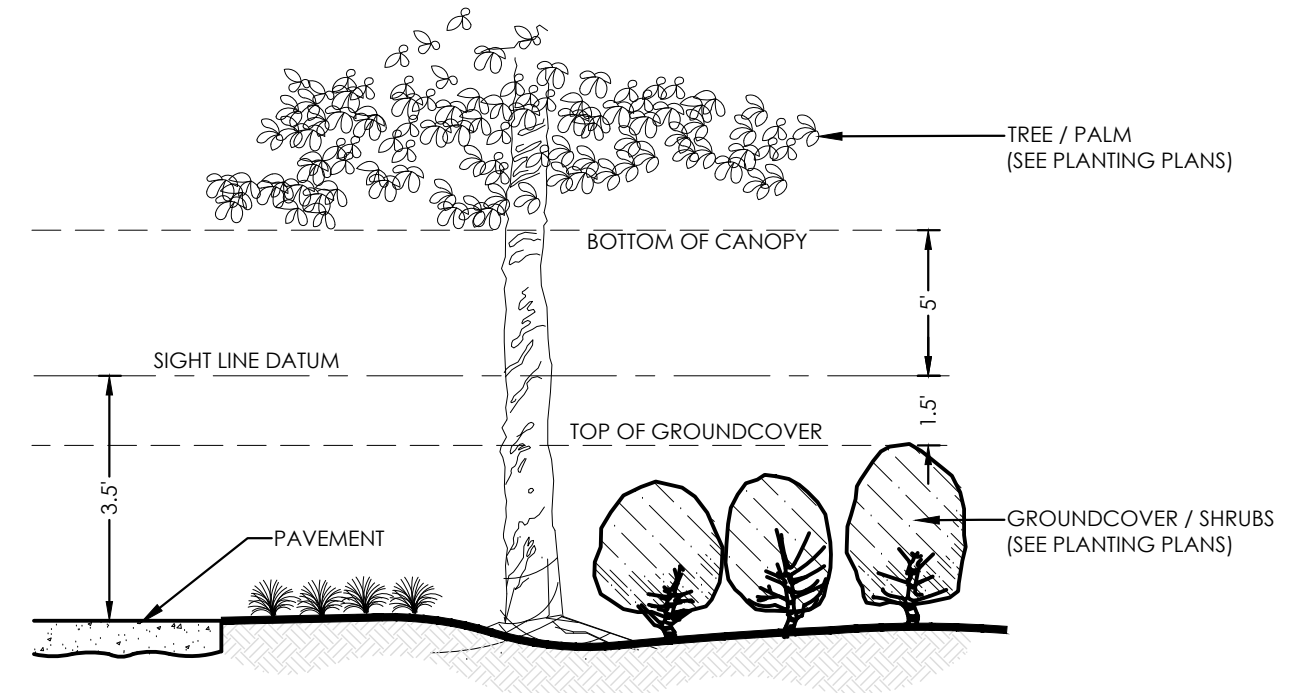 TREE / PALM
(SEE PLANTING PLANS)
BOTTOM OF CANOPY
5'
SIGHT LINE DATUM
1.5'
TOP OF GROUNDCOVER
3.5'
GROUNDCOVER / SHRUBS
(SEE PLANTING PLANS)
PAVEMENT